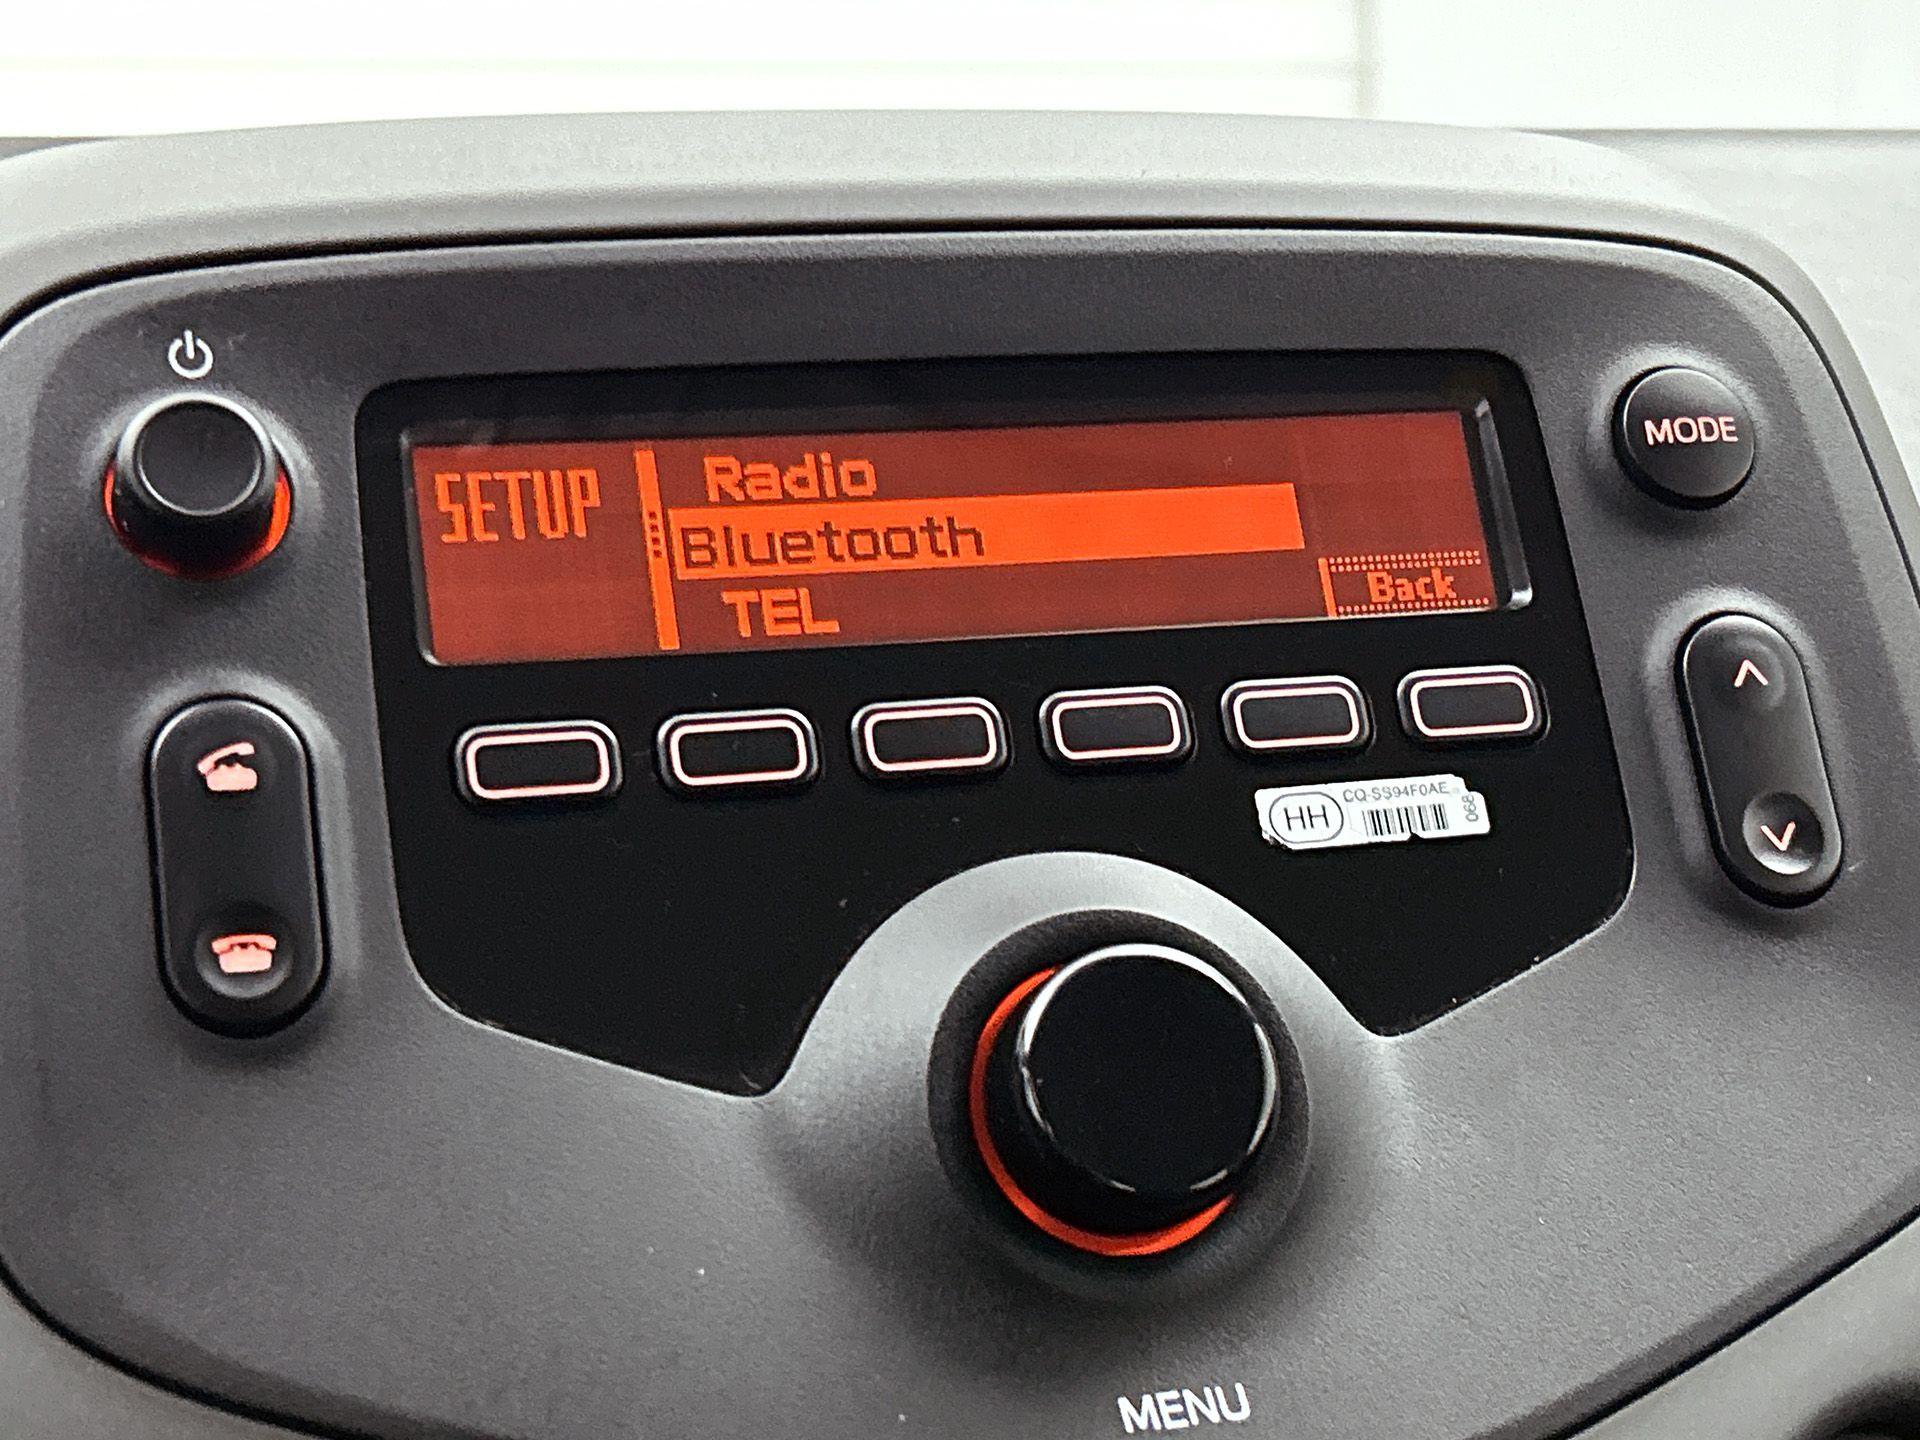 MODE
SETUP
Radio
Bluetooth
TEL
Back
HH
CQ-SS94F0AE
068
MENU